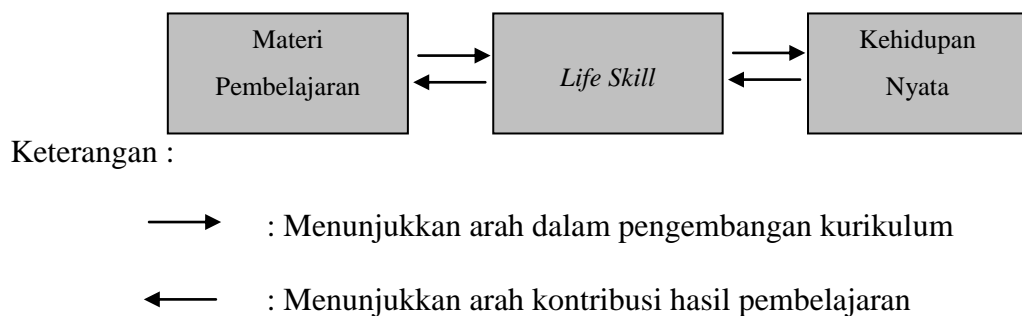 Materi
Pembelajaran
Life Skill
Kehidupan
Nyata
Keterangan :
: Menunjukkan arah dalam pengembangan kurikulum
: Menunjukkan arah kontribusi hasil pembelajaran